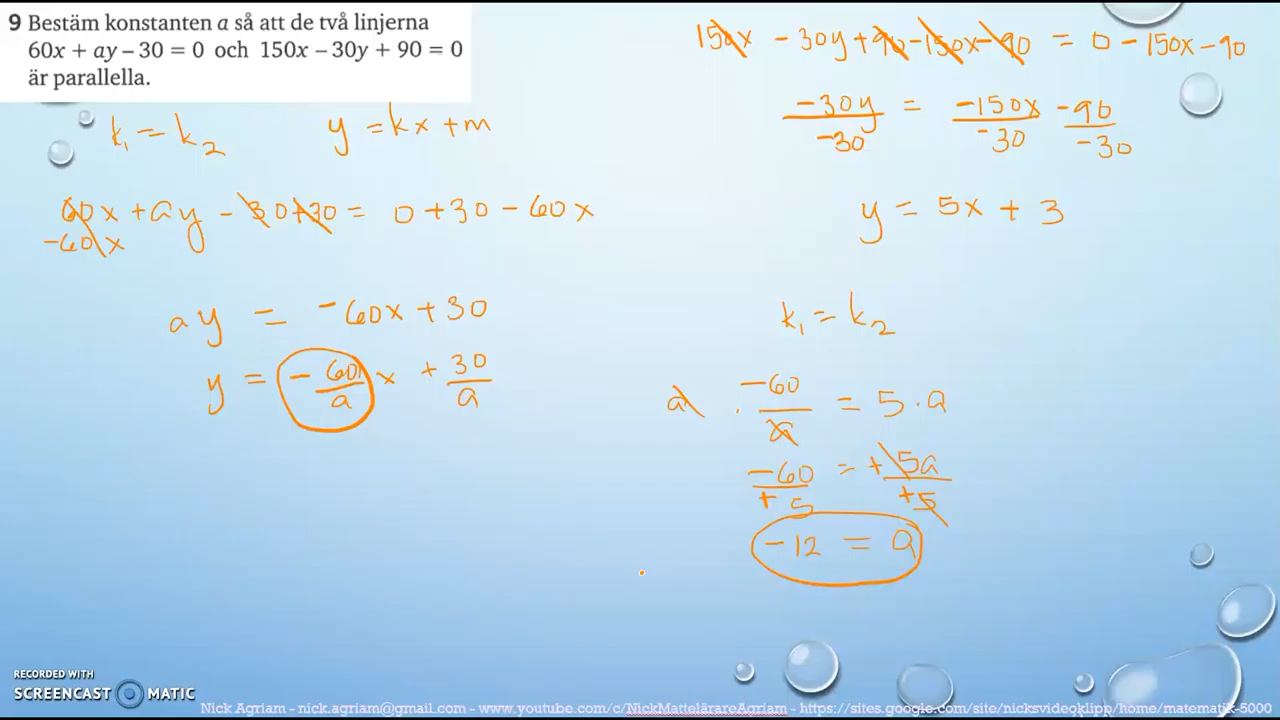 9 Bestäm konstanten a så att de två linjerna
60x + ay – 30 = 0 och 150x – 30y + 90 = 0
är parallella.
k₁ = k₂
y = kx + m
60x + ay - 30 + 30 = 0 + 30 - 60x
-60x
ay = -60x + 30
y = - 60/a x + 30/a
150x - 30y + 90 - 150x - 90 = 0 - 150x - 90
-30y/-30 = -150x/-30 -90/-30
y = 5x + 3
k₁ = k₂
a · -60/a = 5 · a
-60/+5 = +5a/+5
-12 = a
RECORDED WITH
SCREENCAST MATIC
Nick Agriam - nick.agriam@gmail.com - www.youtube.com/c/NickMattelärareAgriam - https://sites.google.com/site/nicksvideoklipp/home/matematik-5000